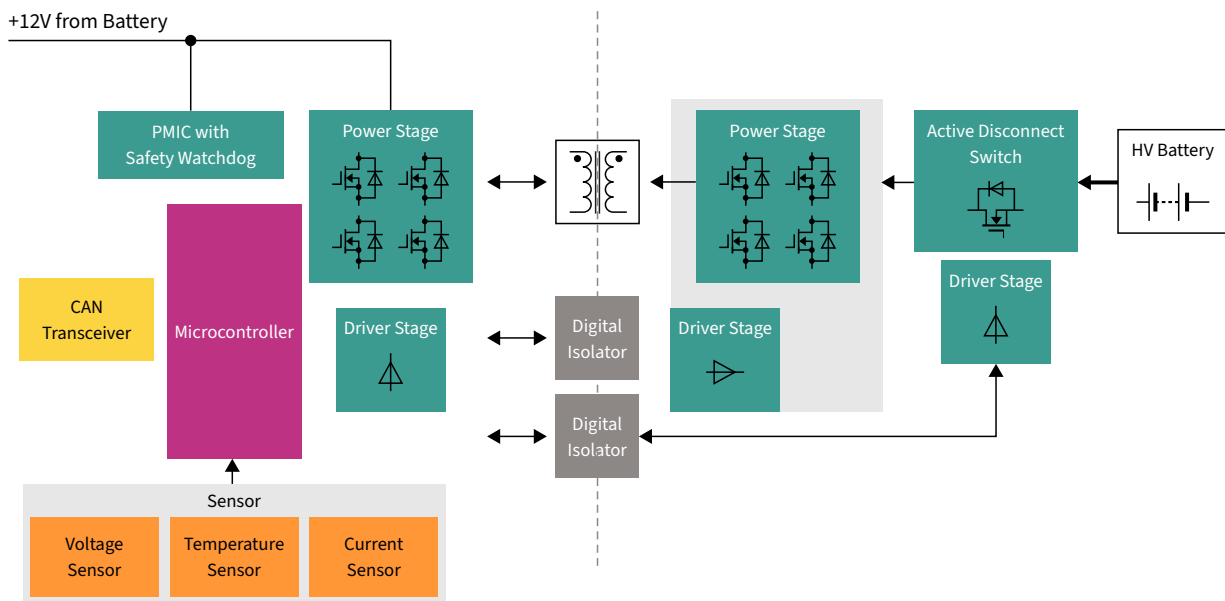 +12V from Battery
PMIC with
Safety Watchdog
Power Stage
Power Stage
Active Disconnect
Switch
HV Battery
CAN
Transceiver
Microcontroller
Driver Stage
Digital
Isolator
Driver Stage
Driver Stage
Digital
Isolator
Sensor
Voltage
Sensor
Temperature
Sensor
Current
Sensor